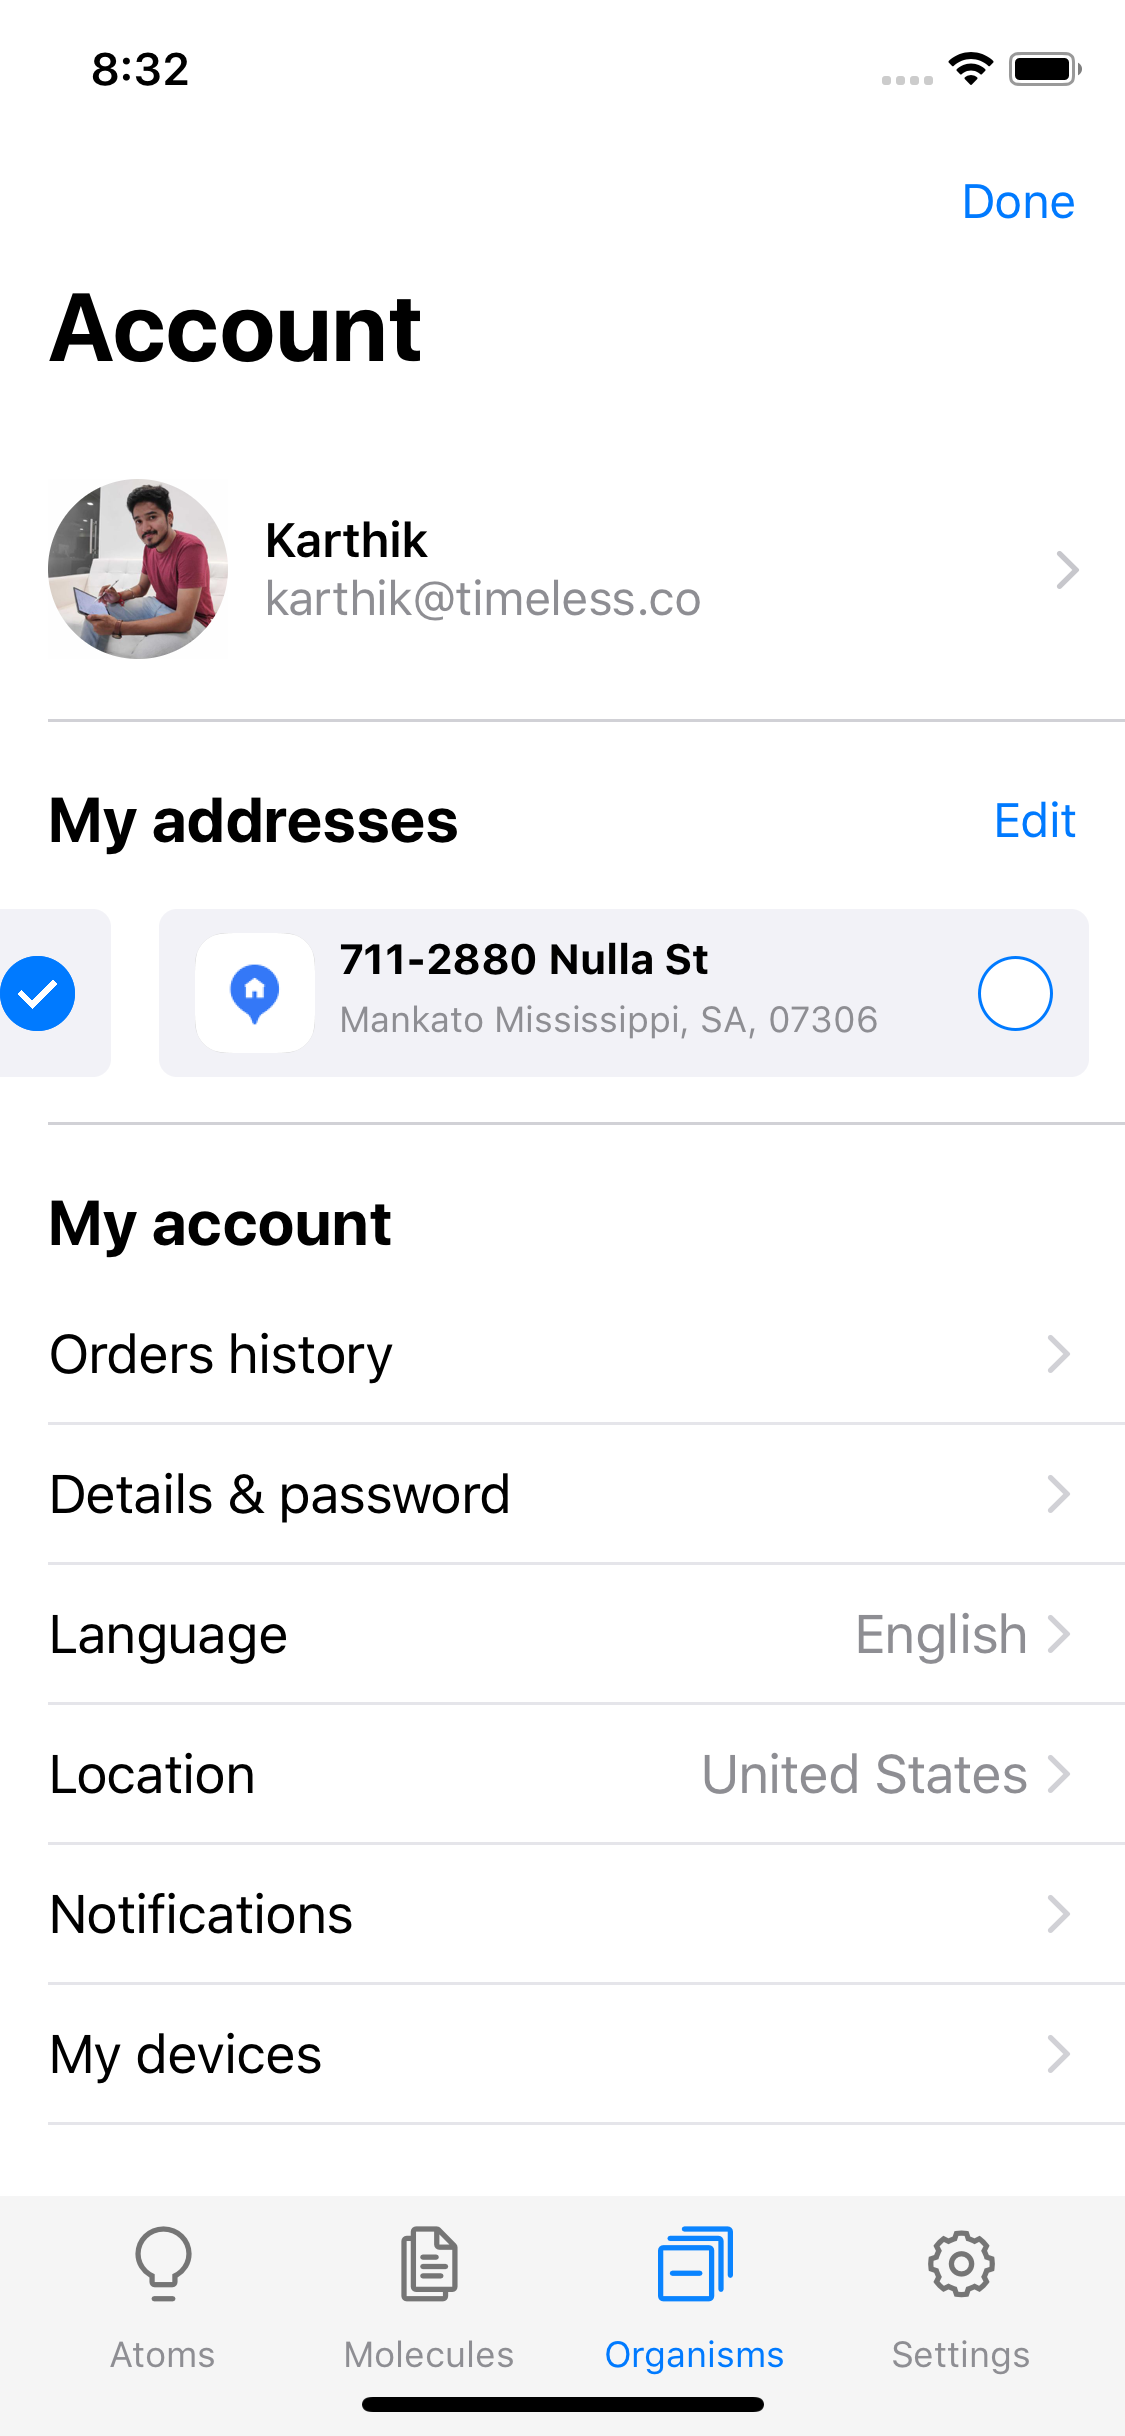 8:32
Done
Account
Karthik
karthik@timeless.co
My addresses
Edit
711-2880 Nulla St
Mankato Mississippi, SA, 07306
My account
Orders history
Details & password
Language
English
Location
United States
Notifications
My devices
Atoms
Molecules
Organisms
Settings